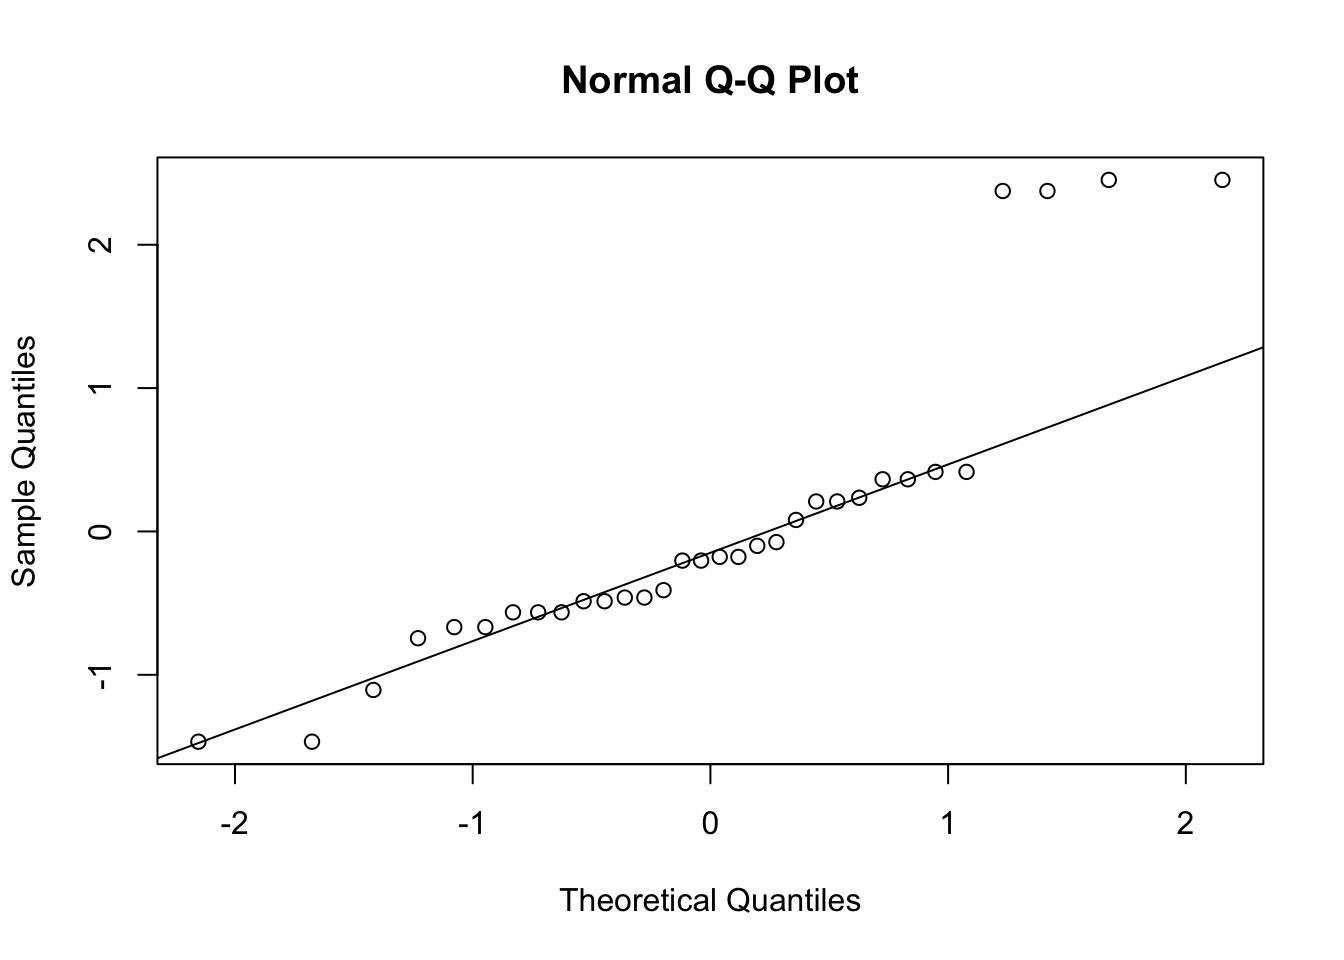 Normal Q-Q Plot
Sample Quantiles
2
1
0
-1
-2 -1 0 1 2
Theoretical Quantiles